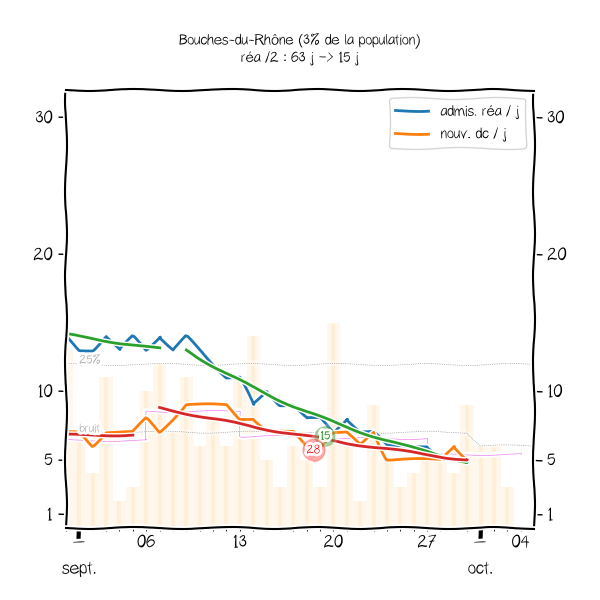 Bouches-du-Rhône (3% de la population)
réa /2 : 63 j -> 15 j
admis. réa / j
nouv. dc / j
30
30
20
20
25%
10
10
bruit
15
28
5
5
1
1
06
13
20
27
04
sept.
oct.